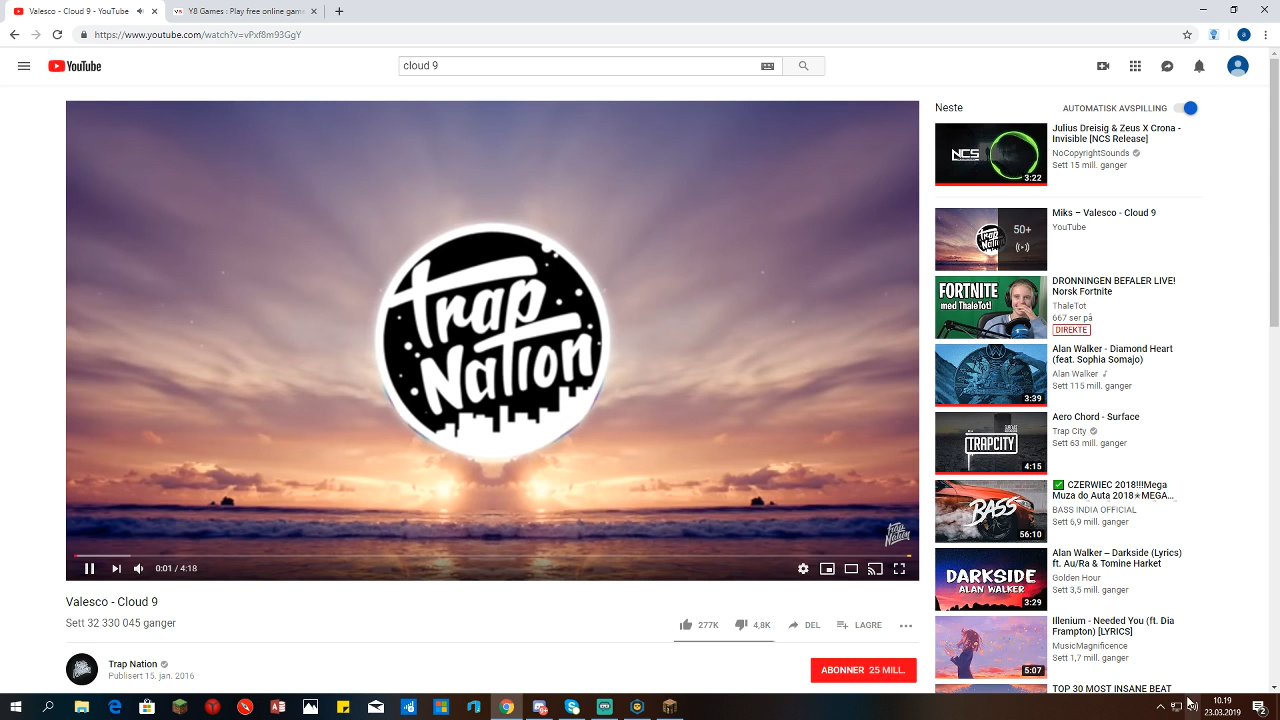 Valesco - Cloud 9 - YouTube
Y8 Games : Play free online game
https://www.youtube.com/watch?v=vPxf8m93GgY
YouTube
cloud 9
Trap
Nation
Trap
Nation
0:01 / 4:18
Valesco - Cloud 9
Sett 32 330 045 ganger
277K
4,8K
DEL
LAGRE
Trap Nation
Publisert 15. jan. 2016
ABONNER 25 MILL.
Neste
AUTOMATISK AVSPILLING
NCS
3:22
Julius Dreisig & Zeus X Crona -
Invisible [NCS Release]
NoCopyrightSounds
Sett 15 mill. ganger
50+
Miks – Valesco - Cloud 9
YouTube
FORTNITE
med ThaleTot!
DRONNINGEN BEFALER LIVE!
Norsk Fortnite
ThaleTot
667 ser på
DIREKTE
3:39
Alan Walker - Diamond Heart
(feat. Sophia Somajo)
Alan Walker
Sett 115 mill. ganger
TRAPCITY
4:15
Aero Chord - Surface
Trap City
Sett 63 mill. ganger
BASS
56:10
✅ CZERWIEC 2018!!!Mega
Muza do Auta 2018★MEGA...
BASS INDIA OFFICIAL
Sett 6,9 mill. ganger
DARKSIDE
ALAN WALKER
3:29
Alan Walker – Darkside (Lyrics)
ft. Au/Ra & Tomine Harket
Golden Hour
Sett 3,5 mill. ganger
5:07
Illenium - Needed You (ft. Dia
Frampton) [LYRICS]
MusicMagnificence
Sett 1,7 mill. ganger
TOP 30 MOST INSANE BEAT
10.19
23.03.2019